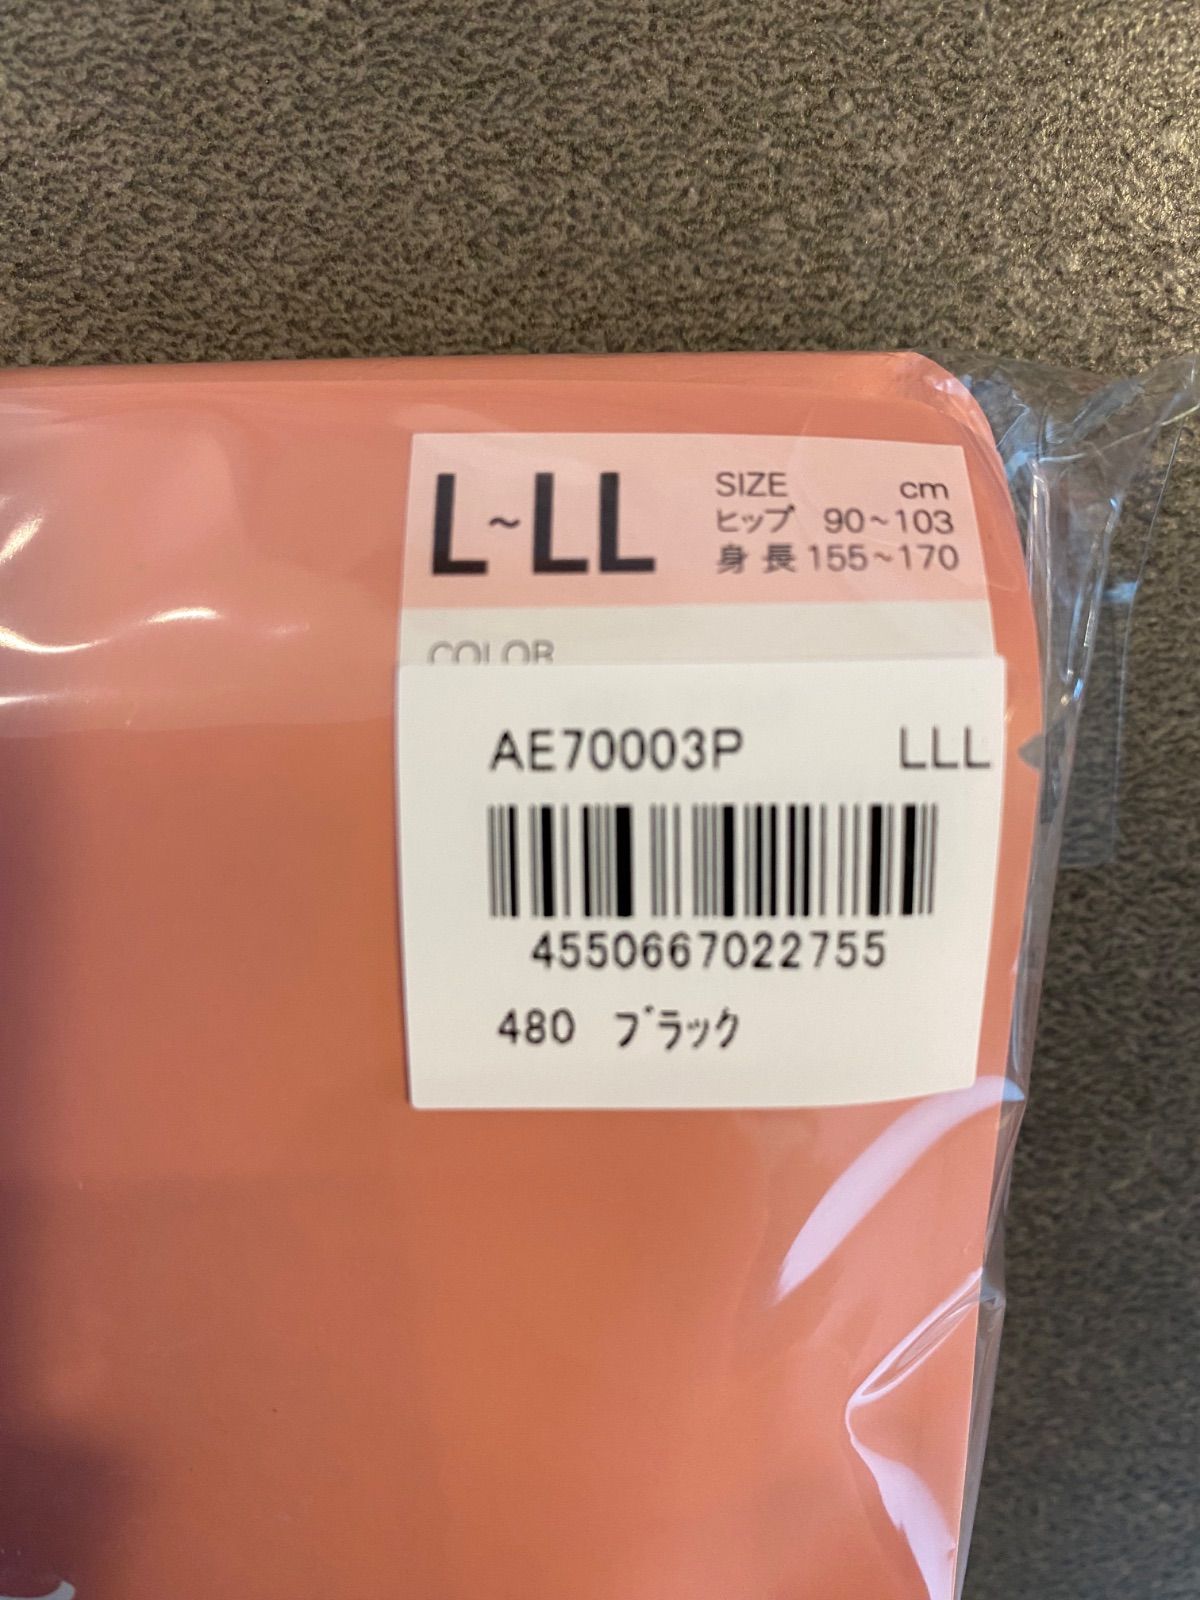 L~LL
SIZE cm
ヒップ 90~103
身長 155~170
COLOR
AE70003P LLL
4550667022755
480 ブラック